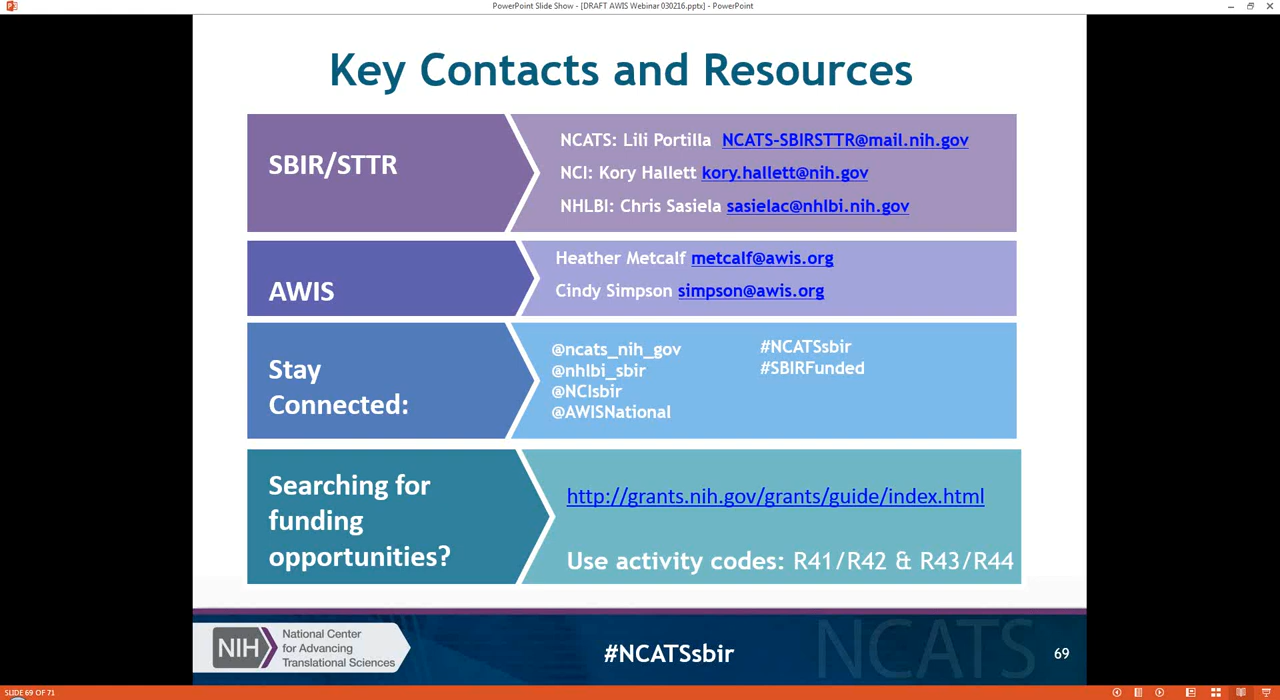 PowerPoint Slide Show - [DRAFT AWIS Webinar 030216.pptx] - PowerPoint
Key Contacts and Resources
SBIR/STTR
NCATS: Lili Portilla NCATS-SBIRSTTR@mail.nih.gov
NCI: Kory Hallett kory.hallett@nih.gov
NHLBI: Chris Sasiela sasielac@nhlbi.nih.gov
AWIS
Heather Metcalf metcalf@awis.org
Cindy Simpson simpson@awis.org
Stay
Connected:
@ncats_nih_gov
@nhlbi_sbir
@NCIsbir
@AWISNational
#NCATSsbir
#SBIRFunded
Searching for
funding
opportunities?
http://grants.nih.gov/grants/guide/index.html
Use activity codes: R41/R42 & R43/R44
NIH
National Center
for Advancing
Translational Sciences
#NCATSsbir
NCATS
69
SLIDE 69 OF 71